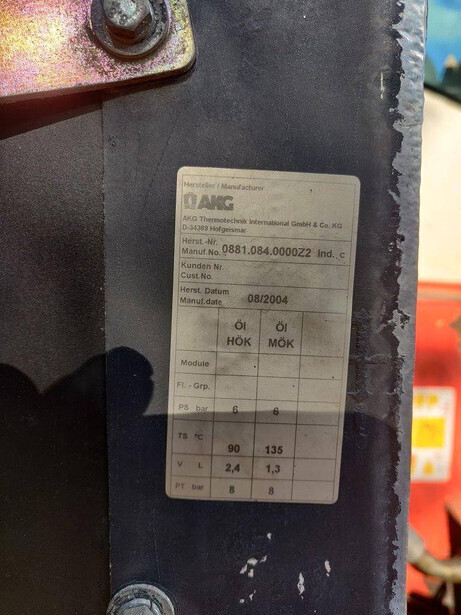 Hersteller / Manufacturer
AKG
AKG Thermotechnik International GmbH & Co. KG
D-34369 Hofgeismar
Herst.-Nr.
Manuf.No. 0881.084.0000Z2 Ind. C
Kunden Nr.
Cust.No.
Herst. Datum
Manuf.date 08/2004
Öl Öl
HÖK MÖK
Module
Fl.- Grp.
PS bar 6 6
TS °C 90 135
V L 2,4 1,3
PT bar 8 8